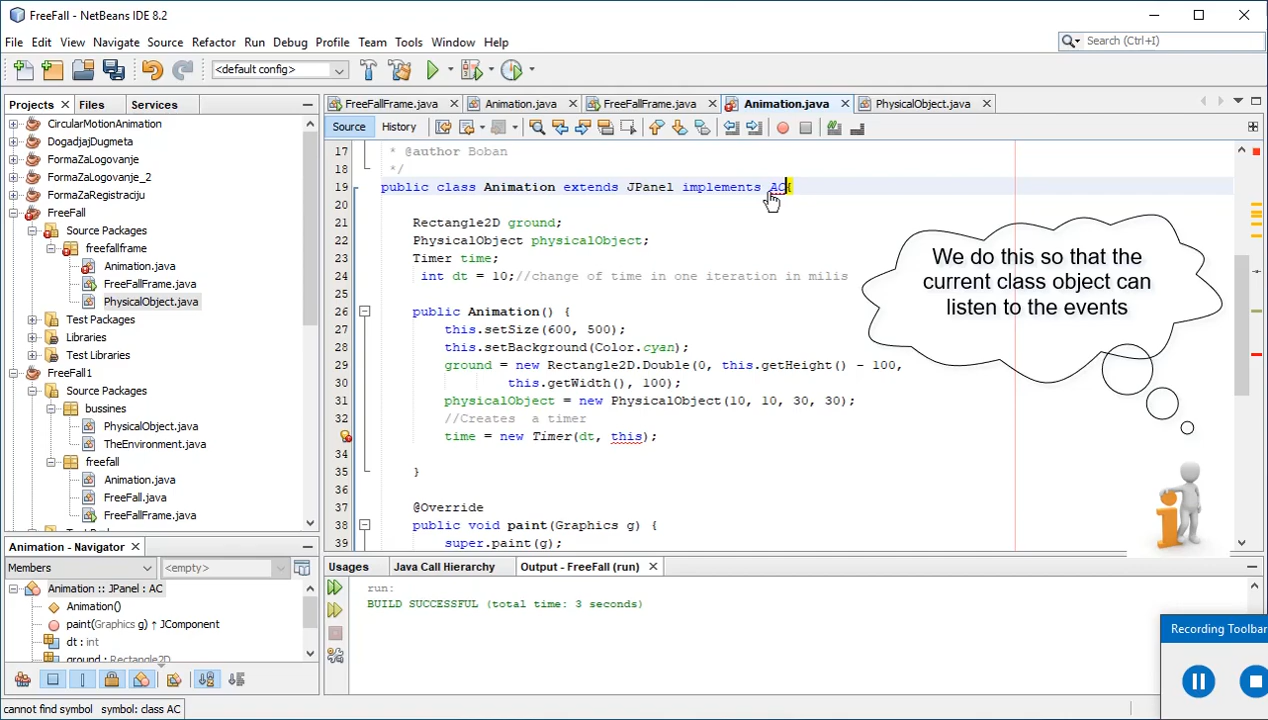 FreeFall - NetBeans IDE 8.2
File Edit View Navigate Source Refactor Run Debug Profile Team Tools Window Help
Search (Ctrl+I)
<default config>
Projects Files Services
FreeFallFrame.java Animation.java FreeFallFrame.java Animation.java PhysicalObject.java
Source History
CircularMotionAnimation
DogadjajDugmeta
FormaZaLogovanje
FormaZaLogovanje_2
FormaZaRegistraciju
FreeFall
Source Packages
freefallframe
Animation.java
FreeFallFrame.java
PhysicalObject.java
Test Packages
Libraries
Test Libraries
FreeFall1
Source Packages
bussines
PhysicalObject.java
TheEnvironment.java
freefall
Animation.java
FreeFall.java
FreeFallFrame.java
17 * @author Boban
18 */
19 public class Animation extends JPanel implements AC{
20
21 Rectangle2D ground;
22 PhysicalObject physicalObject;
23 Timer time;
24 int dt = 10;//change of time in one iteration in milis
25
26 public Animation() {
27 this.setSize(600, 500);
28 this.setBackground(Color.cyan);
29 ground = new Rectangle2D.Double(0, this.getHeight() - 100,
30 this.getWidth(), 100);
31 physicalObject = new PhysicalObject(10, 10, 30, 30);
32 //Creates a timer
time = new Timer(dt, this);
34
35 }
36
37 @Override
38 public void paint(Graphics g) {
39 super.paint(g);
We do this so that the
current class object can
listen to the events
Animation - Navigator
Members <empty>
Animation :: JPanel : AC
Animation()
paint(Graphics g) ↑ JComponent
dt : int
ground : Rectangle2D
Usages Java Call Hierarchy Output - FreeFall (run)
run:
BUILD SUCCESSFUL (total time: 3 seconds)
Recording Toolbar
cannot find symbol symbol: class AC